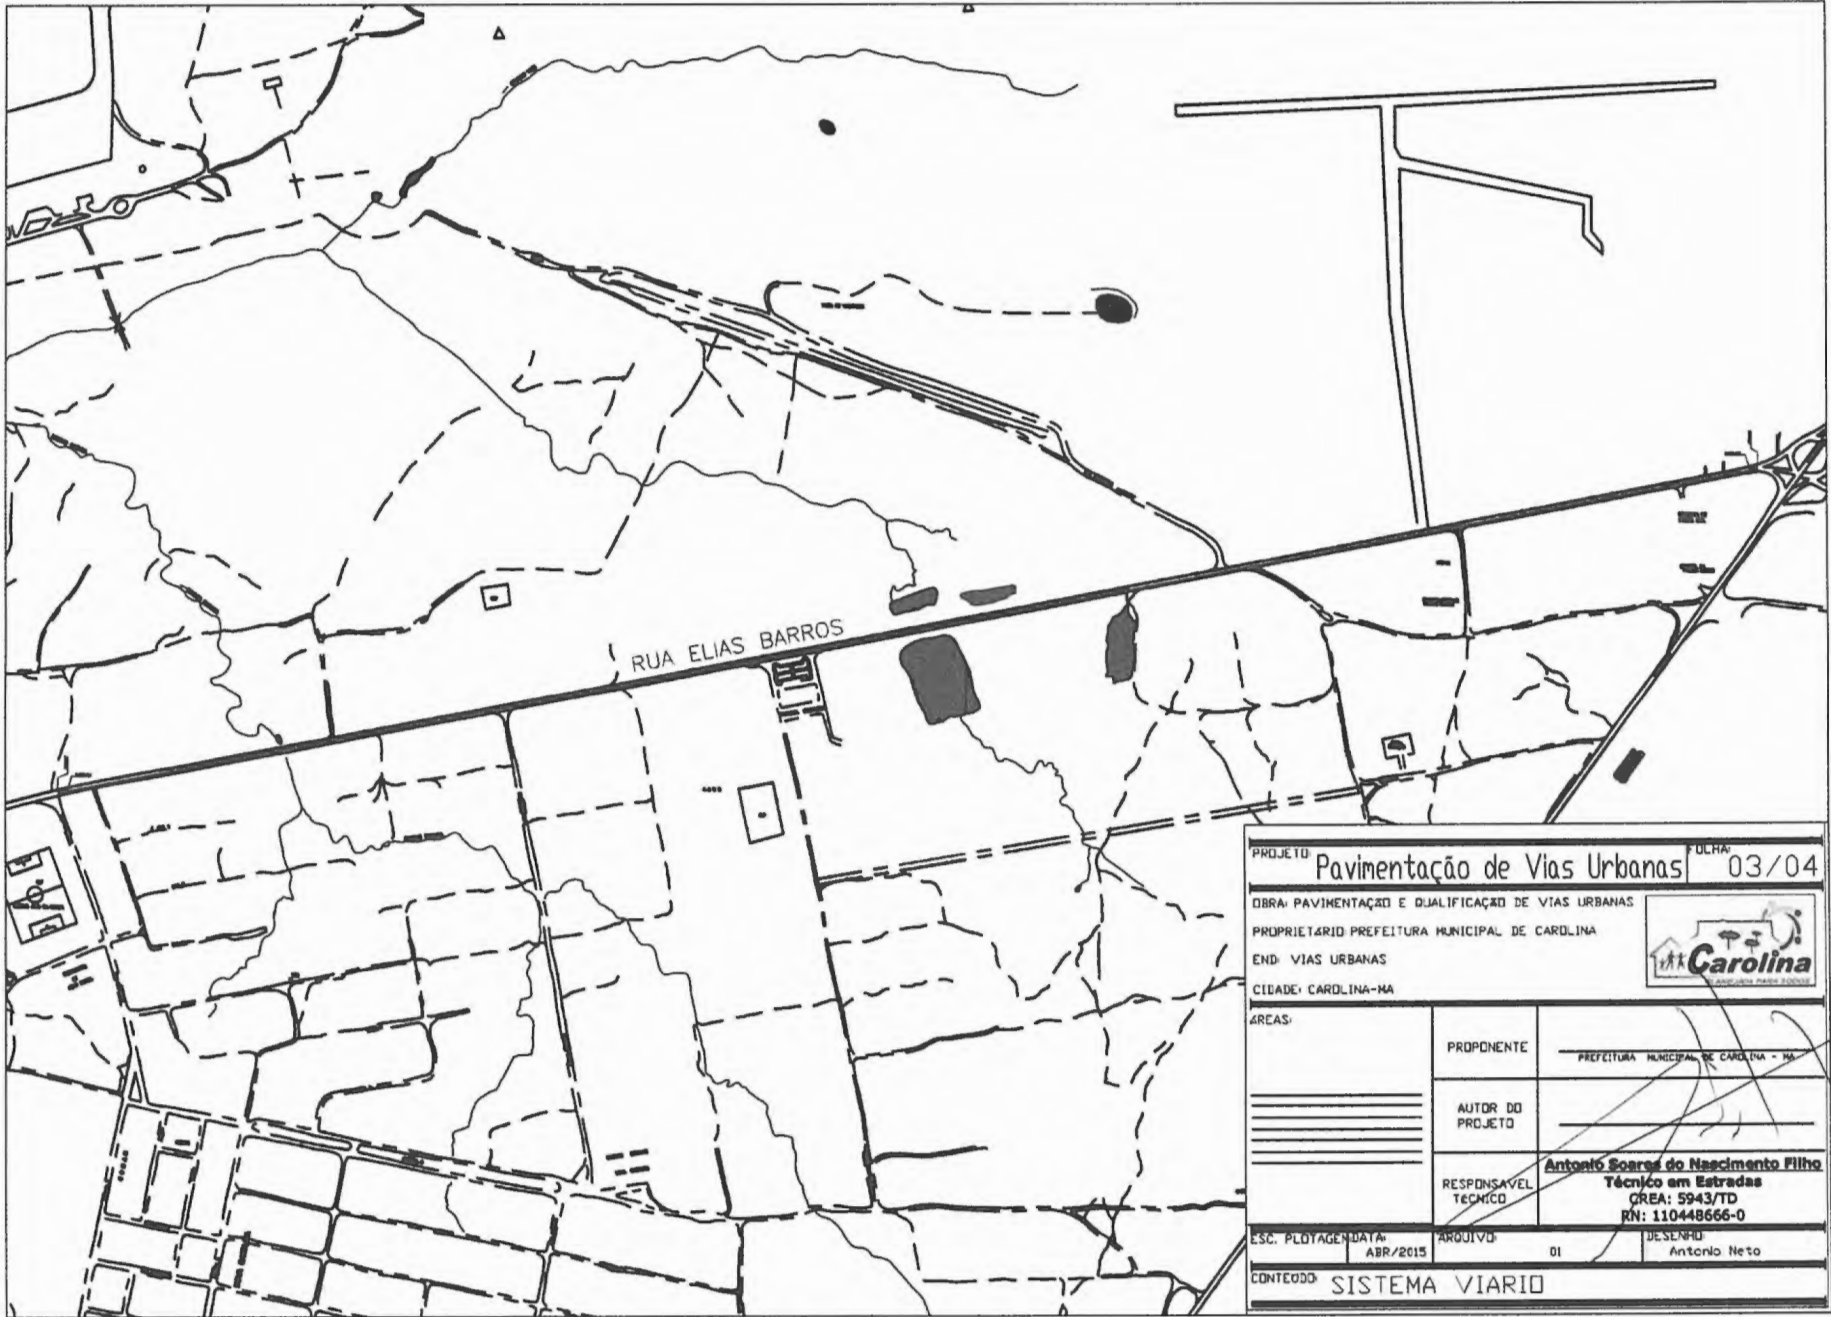 RUA ELIAS BARROS
PROJETO: Pavimentação de Vias Urbanas
FOLHA: 03/04
OBRA: PAVIMENTAÇÃO E QUALIFICAÇÃO DE VIAS URBANAS
PROPRIETÁRIO PREFEITURA MUNICIPAL DE CAROLINA
END: VIAS URBANAS
CIDADE: CAROLINA-MA
Carolina
ÁREAS:
PROPONENTE
PREFEITURA MUNICIPAL DE CAROLINA - MA
AUTOR DO
PROJETO
RESPONSAVEL
TÉCNICO
Antonio Soares do Nascimento Filho
Técnico em Estradas
CREA: 5943/TD
RN: 110448666-0
ESC. PLOTAGEM
DATA:
ABR/2015
ARQUIVO:
01
DESENHO:
Antonio Neto
CONTEÚDO: SISTEMA VIARIO